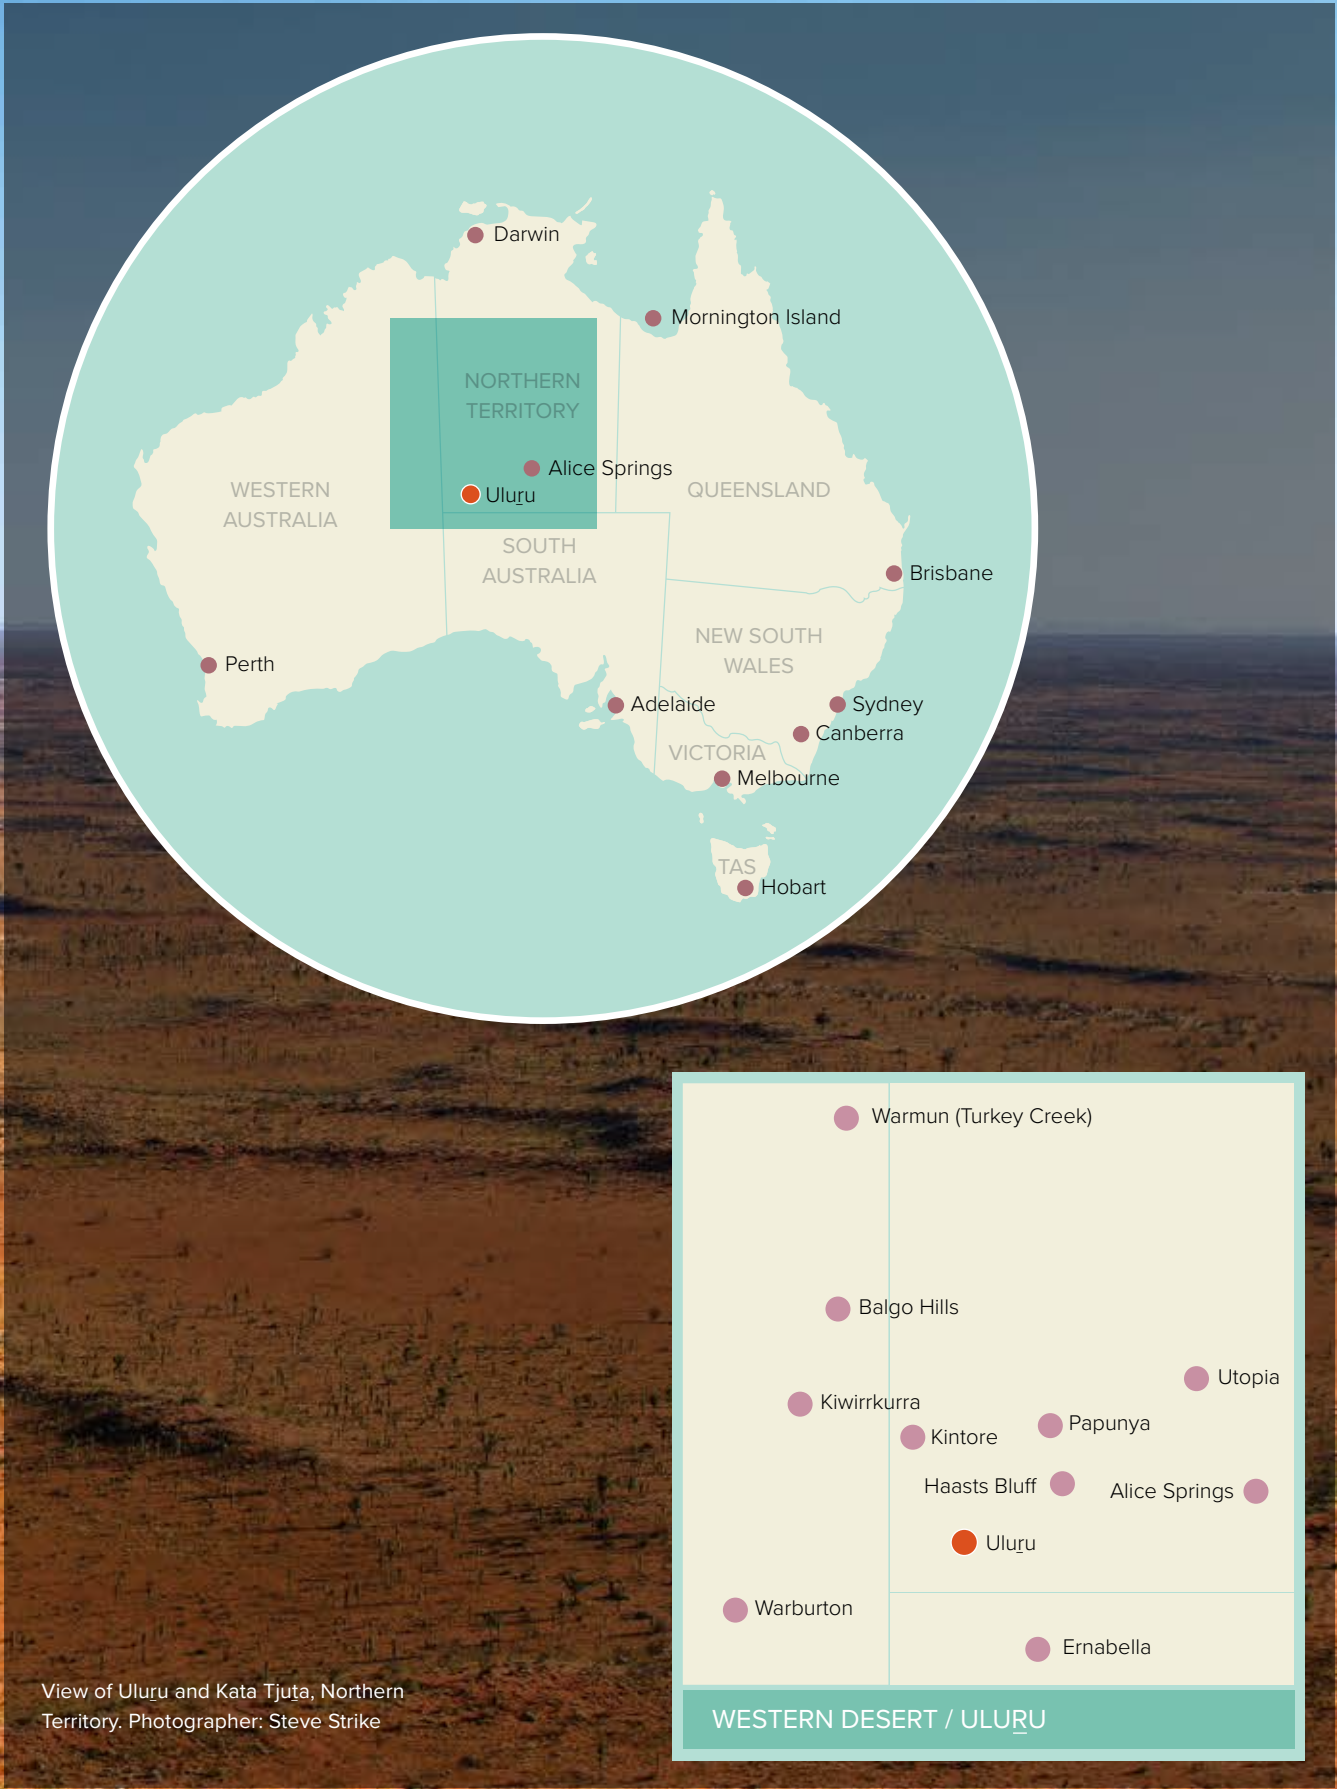 Darwin
Mornington Island
NORTHERN
TERRITORY
Alice Springs
Uluṟu
WESTERN
AUSTRALIA
QUEENSLAND
SOUTH
AUSTRALIA
Brisbane
NEW SOUTH
WALES
Perth
Adelaide
Sydney
Canberra
VICTORIA
Melbourne
TAS
Hobart
Warmun (Turkey Creek)
Balgo Hills
Utopia
Kiwirrkurra
Papunya
Kintore
Haasts Bluff
Alice Springs
Uluṟu
Warburton
Ernabella
WESTERN DESERT / ULUṞU
View of Uluṟu and Kata Tjuṯa, Northern
Territory. Photographer: Steve Strike